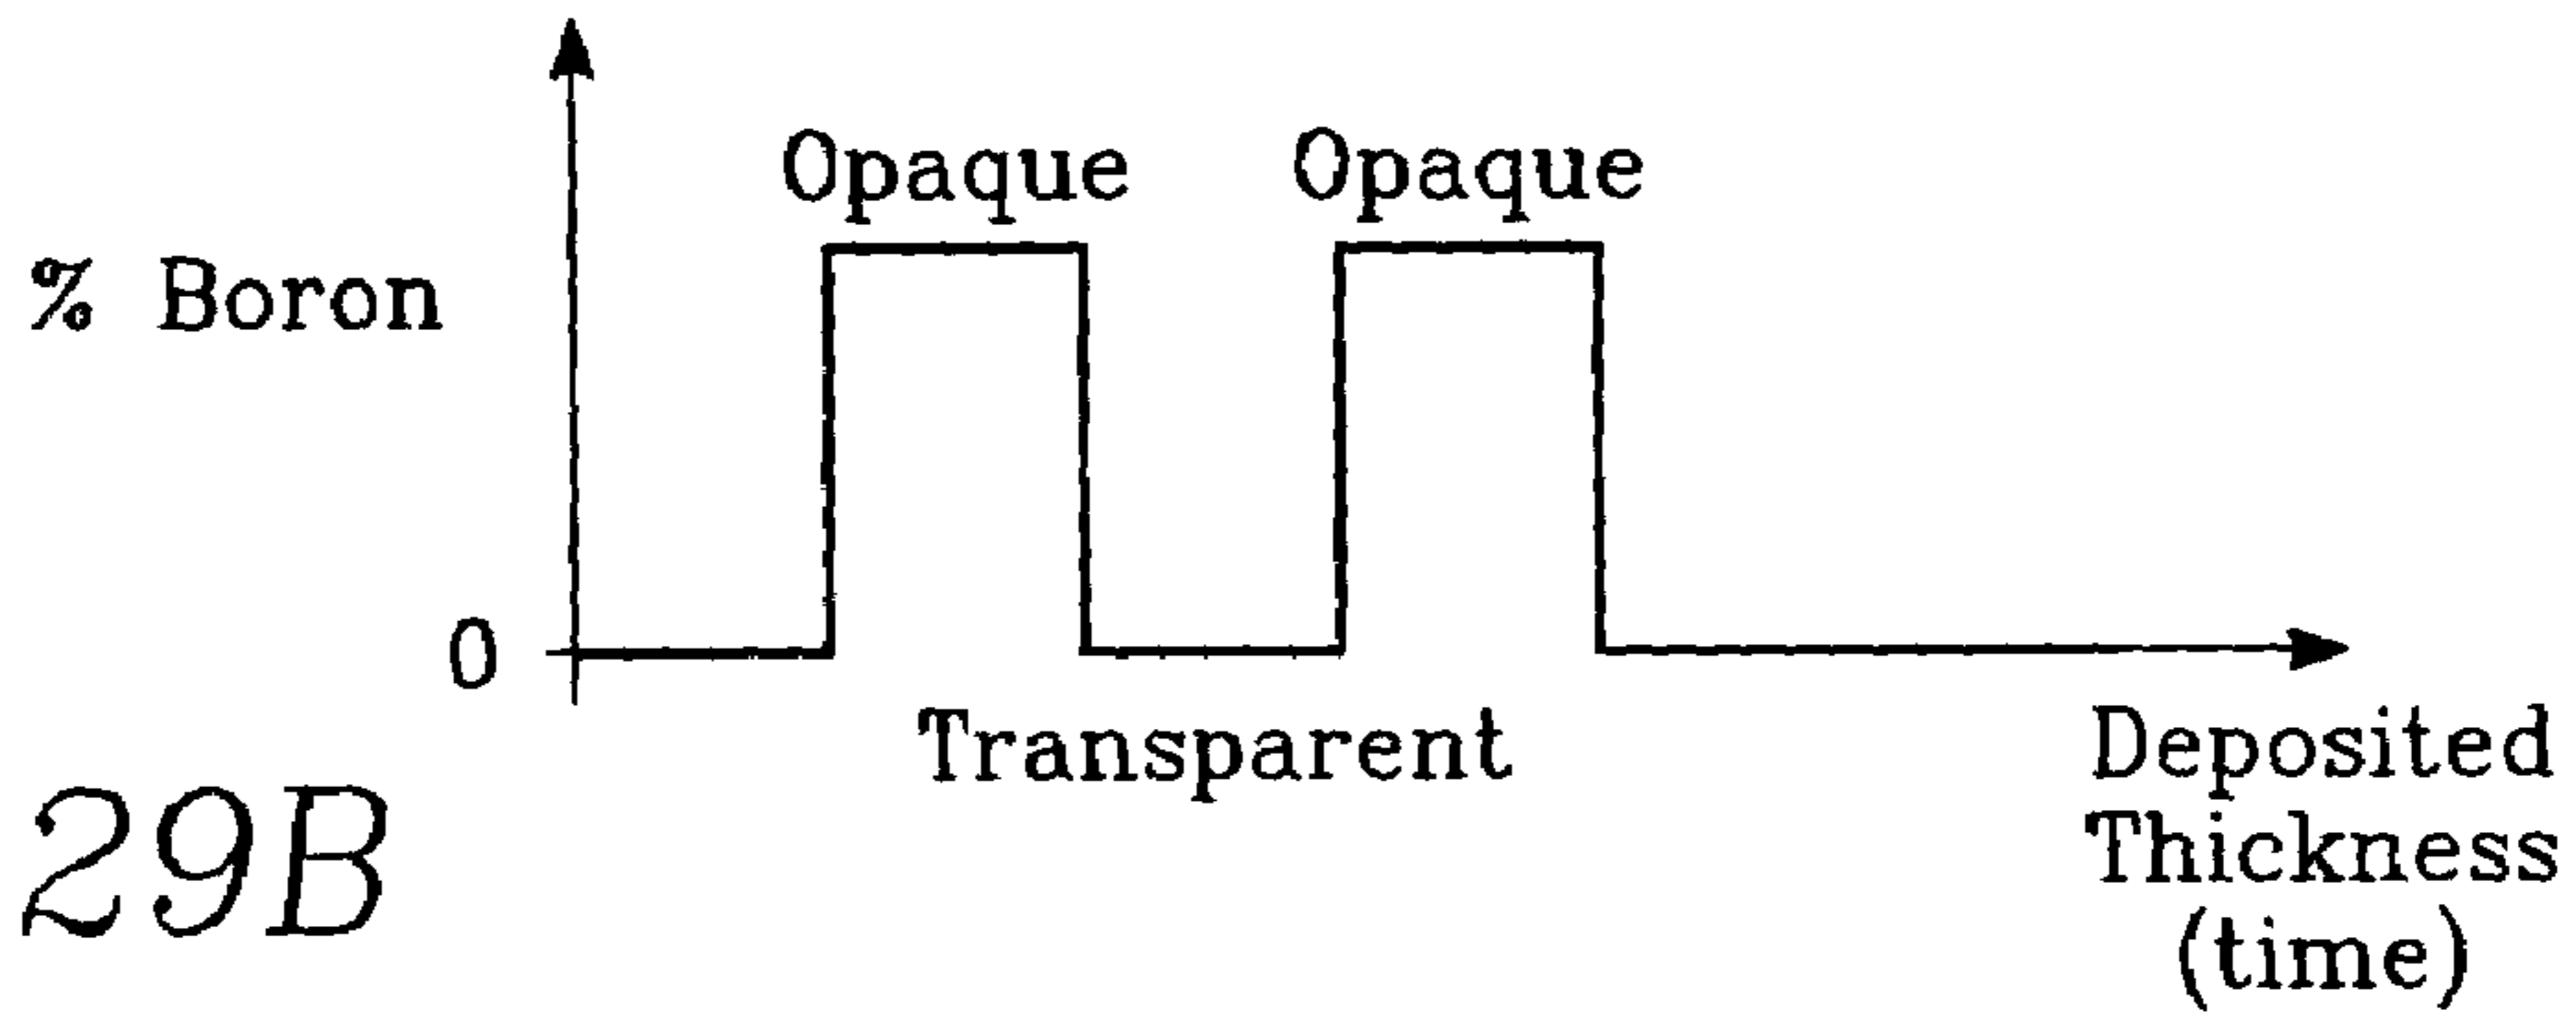 Opaque Opaque
% Boron
0
Transparent
Deposited
Thickness
(time)
29B